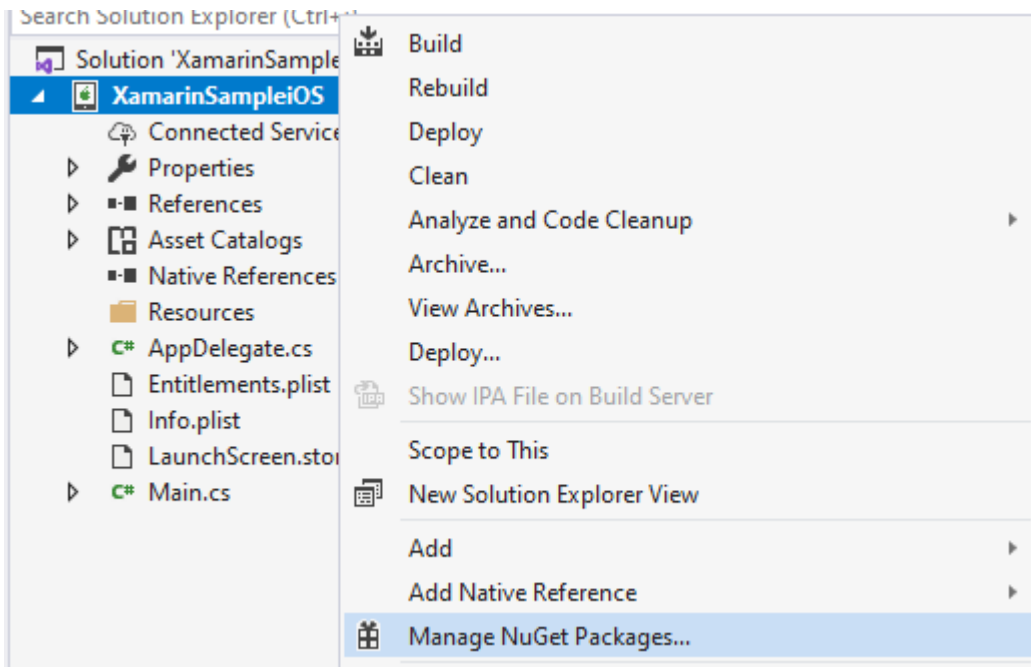 Search Solution Explorer (Ctrl+
Solution 'XamarinSample
XamarinSampleiOS
Connected Service
Properties
References
Asset Catalogs
Native References
Resources
C# AppDelegate.cs
Entitlements.plist
Info.plist
LaunchScreen.stor
C# Main.cs
Build
Rebuild
Deploy
Clean
Analyze and Code Cleanup
Archive...
View Archives...
Deploy...
Show IPA File on Build Server
Scope to This
New Solution Explorer View
Add
Add Native Reference
Manage NuGet Packages...